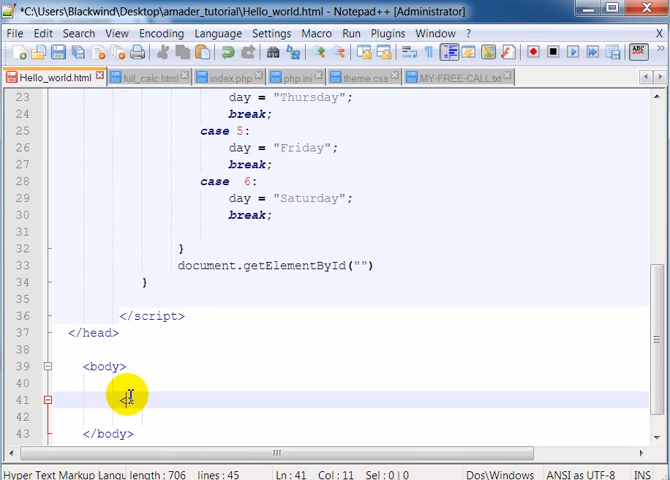 *C:\Users\Blackwind\Desktop\amader_tutorial\Hello_world.html - Notepad++ [Administrator]
File Edit Search View Encoding Language Settings Macro Run Plugins Window ?
ABC
Hello_world.html full_calc.html index.php php.ini theme.css MY-FREE-CALL.txt
23 day = "Thursday";
24 break;
25 case 5:
26 day = "Friday";
27 break;
28 case 6:
29 day = "Saturday";
30 break;
31
32 }
33 document.getElementById("")
34 }
35
36 </script>
37 </head>
38
39 <body>
40
41 <
42
43 </body>
Hyper Text Markup Langu length : 706 lines : 45 Ln : 41 Col : 11 Sel : 0 | 0 Dos\Windows ANSI as UTF-8 INS